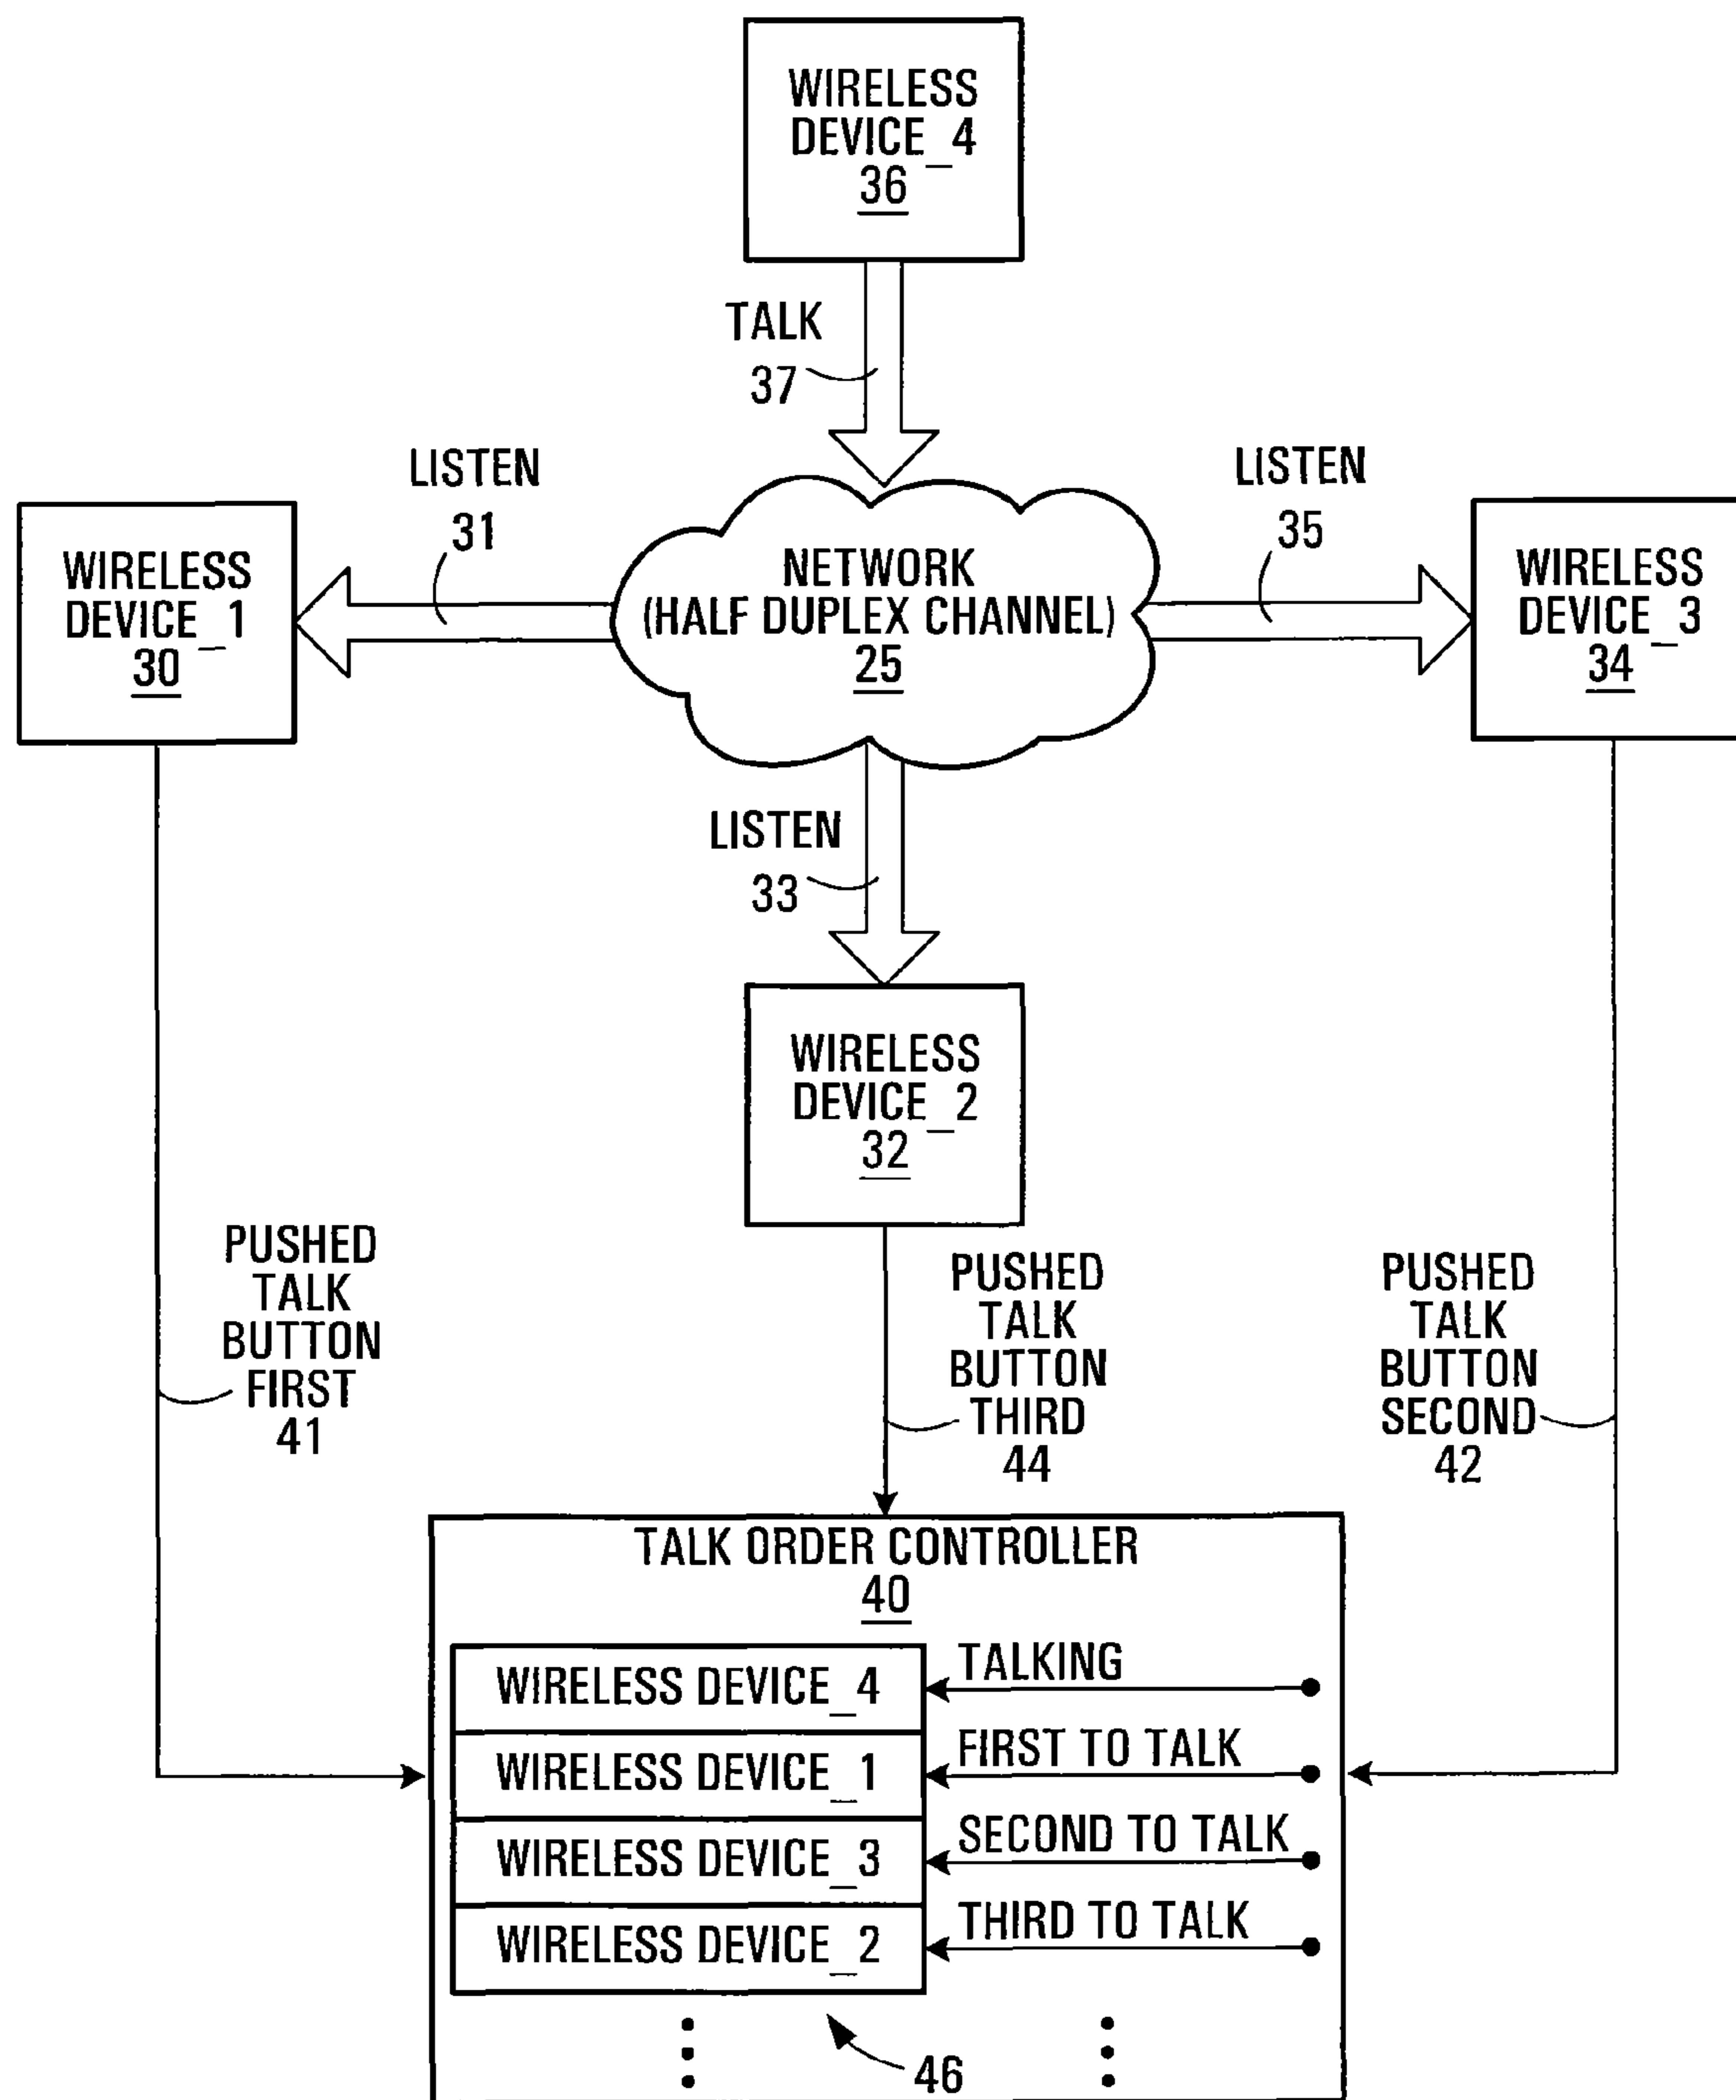 WIRELESS
DEVICE_4
36
TALK
37
LISTEN
31
LISTEN
35
WIRELESS
DEVICE_1
30
NETWORK
(HALF DUPLEX CHANNEL)
25
WIRELESS
DEVICE_3
34
LISTEN
33
WIRELESS
DEVICE_2
32
PUSHED
TALK
BUTTON
FIRST
41
PUSHED
TALK
BUTTON
THIRD
44
PUSHED
TALK
BUTTON
SECOND
42
TALK ORDER CONTROLLER
40
WIRELESS DEVICE_4
TALKING
WIRELESS DEVICE_1
FIRST TO TALK
WIRELESS DEVICE_3
SECOND TO TALK
WIRELESS DEVICE_2
THIRD TO TALK
46